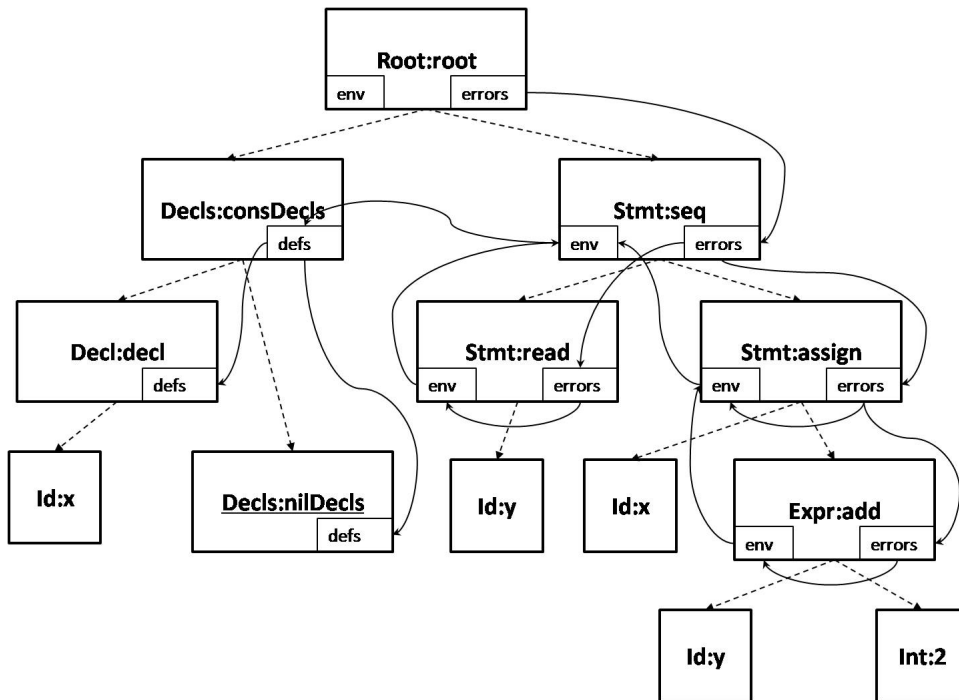 Root:root
env errors
Decls:consDecls
defs
Stmt:seq
env errors
Decl:decl
defs
Stmt:read
env errors
Stmt:assign
env errors
Id:x
Decls:nilDecls
defs
Id:y
Id:x
Expr:add
env errors
Id:y
Int:2